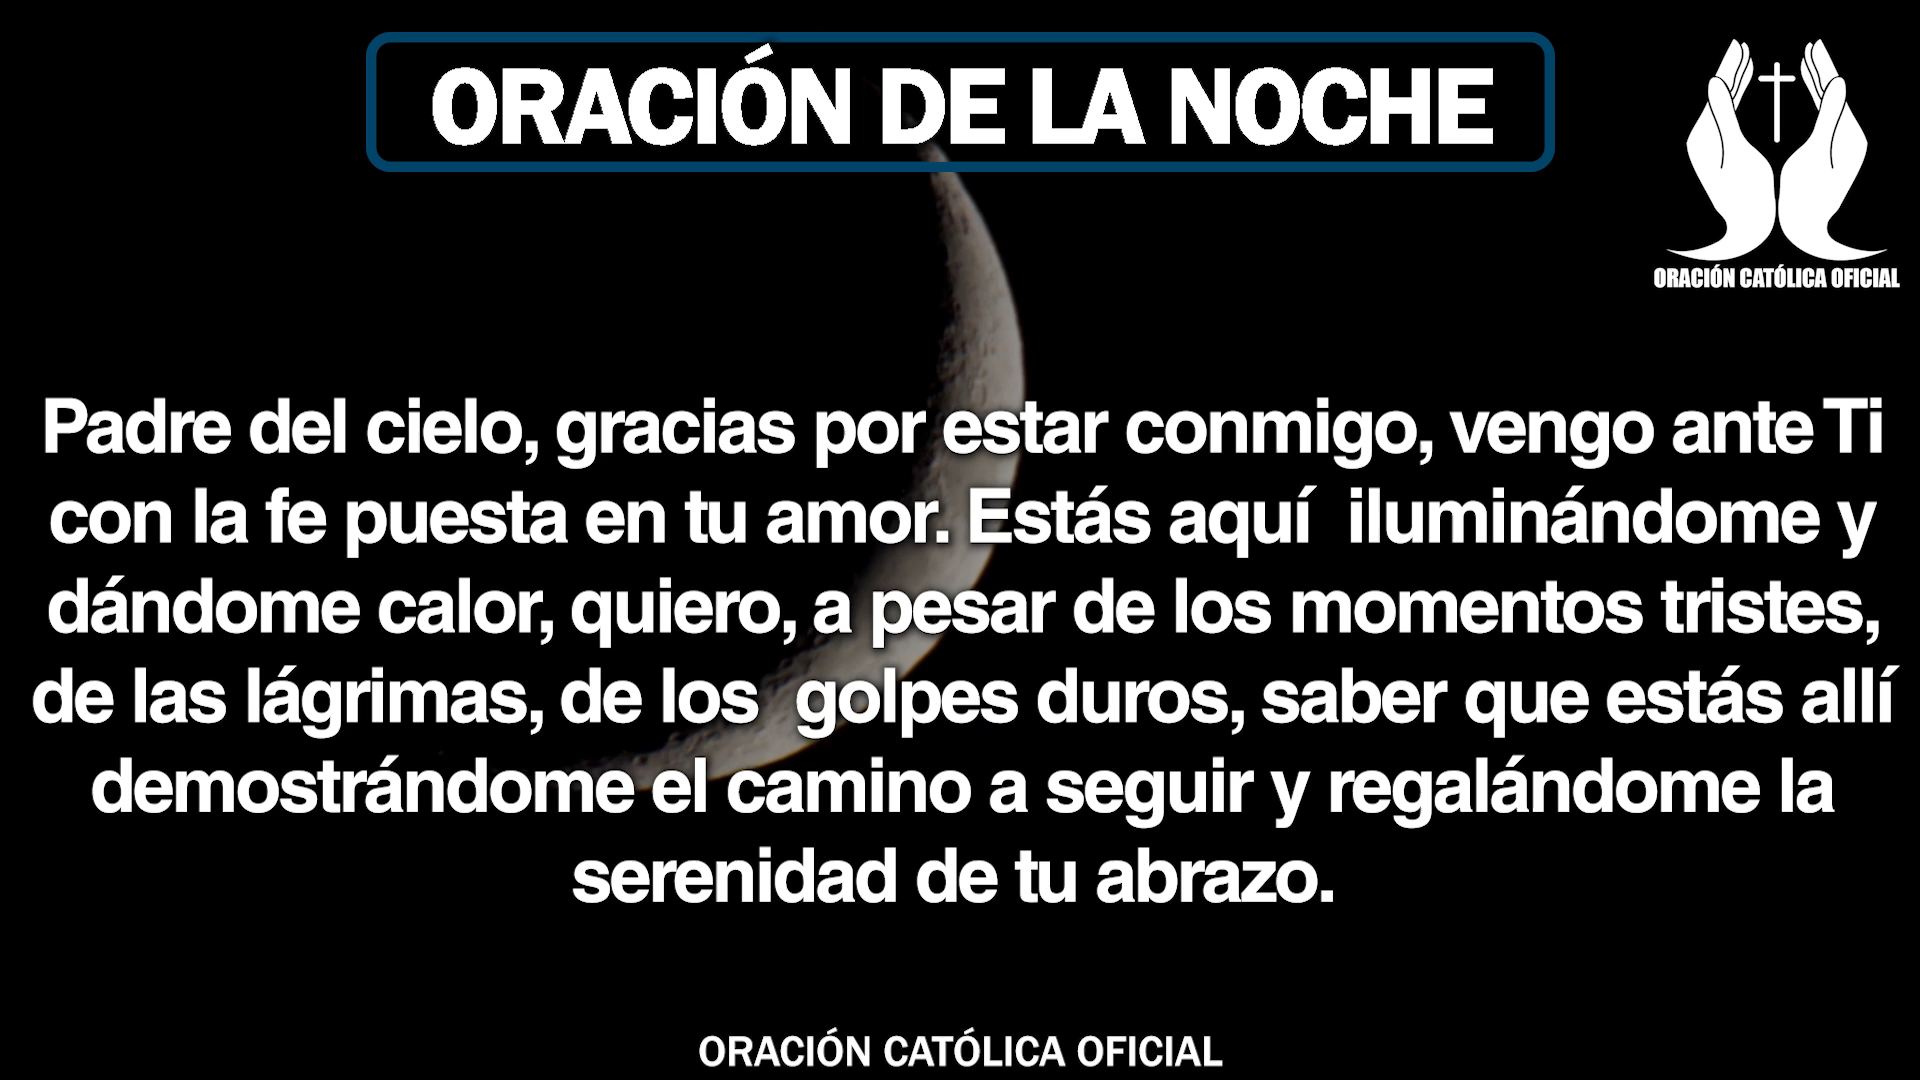 ORACIÓN DE LA NOCHE
ORACIÓN CATÓLICA OFICIAL
Padre del cielo, gracias por estar conmigo, vengo ante Ti
con la fe puesta en tu amor. Estás aquí  iluminándome y
dándome calor, quiero, a pesar de los momentos tristes,
de las lágrimas, de los  golpes duros, saber que estás allí
demostrándome el camino a seguir y regalándome la
serenidad de tu abrazo.
ORACIÓN CATÓLICA OFICIAL